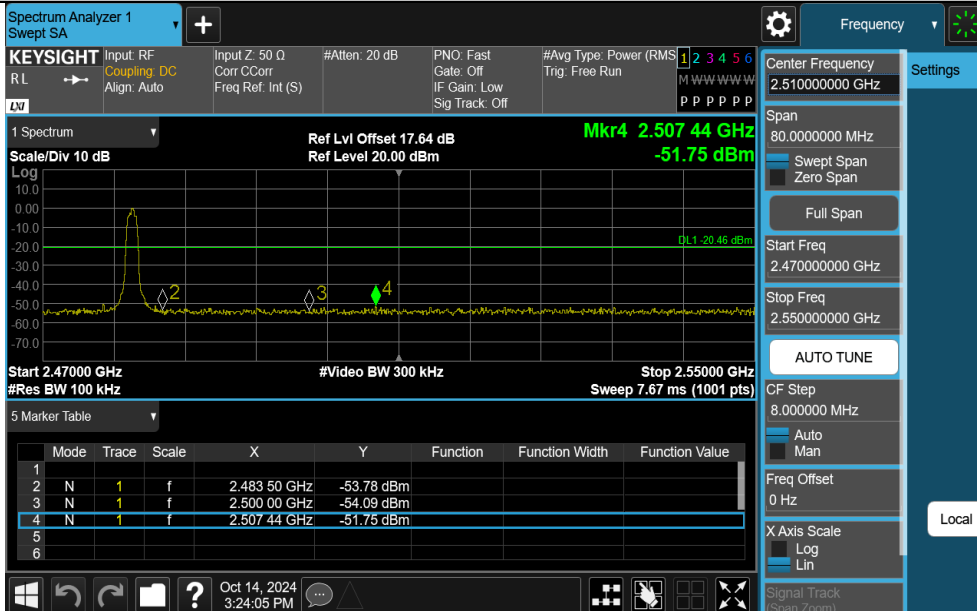 Spectrum Analyzer 1
Swept SA
Frequency
KEYSIGHT
RL
LXI
Input: RF
Coupling: DC
Align: Auto
Input Z: 50 Ω
Corr CCorr
Freq Ref: Int (S)
#Atten: 20 dB
PNO: Fast
Gate: Off
IF Gain: Low
Sig Track: Off
#Avg Type: Power (RMS
Trig: Free Run
1 2 3 4 5 6
M W W W W W
P P P P P P
1 Spectrum
Scale/Div 10 dB
Ref Lvl Offset 17.64 dB
Ref Level 20.00 dBm
Mkr4 2.507 44 GHz
-51.75 dBm
Log
10.0
0.00
-10.0
-20.0
-30.0
-40.0
-50.0
-60.0
-70.0
DL1 -20.46 dBm
2
3
4
Start 2.47000 GHz
#Video BW 300 kHz
Stop 2.55000 GHz
#Res BW 100 kHz
Sweep 7.67 ms (1001 pts)
5 Marker Table
Mode Trace Scale X Y Function Function Width Function Value
1
2 N 1 f 2.483 50 GHz -53.78 dBm
3 N 1 f 2.500 00 GHz -54.09 dBm
4 N 1 f 2.507 44 GHz -51.75 dBm
5
6
?
Oct 14, 2024
3:24:05 PM
Center Frequency
2.510000000 GHz
Span
80.0000000 MHz
Swept Span
Zero Span
Full Span
Start Freq
2.470000000 GHz
Stop Freq
2.550000000 GHz
AUTO TUNE
CF Step
8.000000 MHz
Auto
Man
Freq Offset
0 Hz
X Axis Scale
Log
Lin
Signal Track
(Span Zoom)
Settings
Local